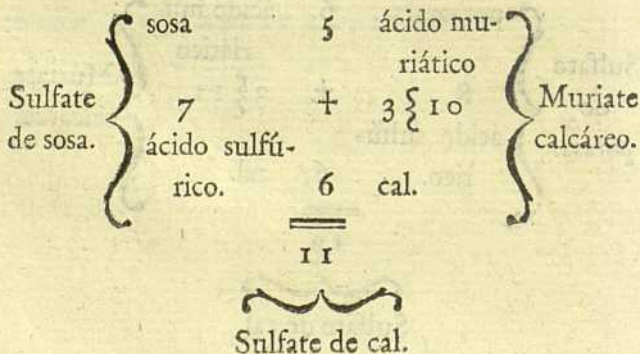 sosa 5 ácido mu-
riático
Sulfate 7 + 3 { 10 Muriate
de sosa. calcáreo.
ácido sulfú-
rico. 6 cal.
11
Sulfate de cal.